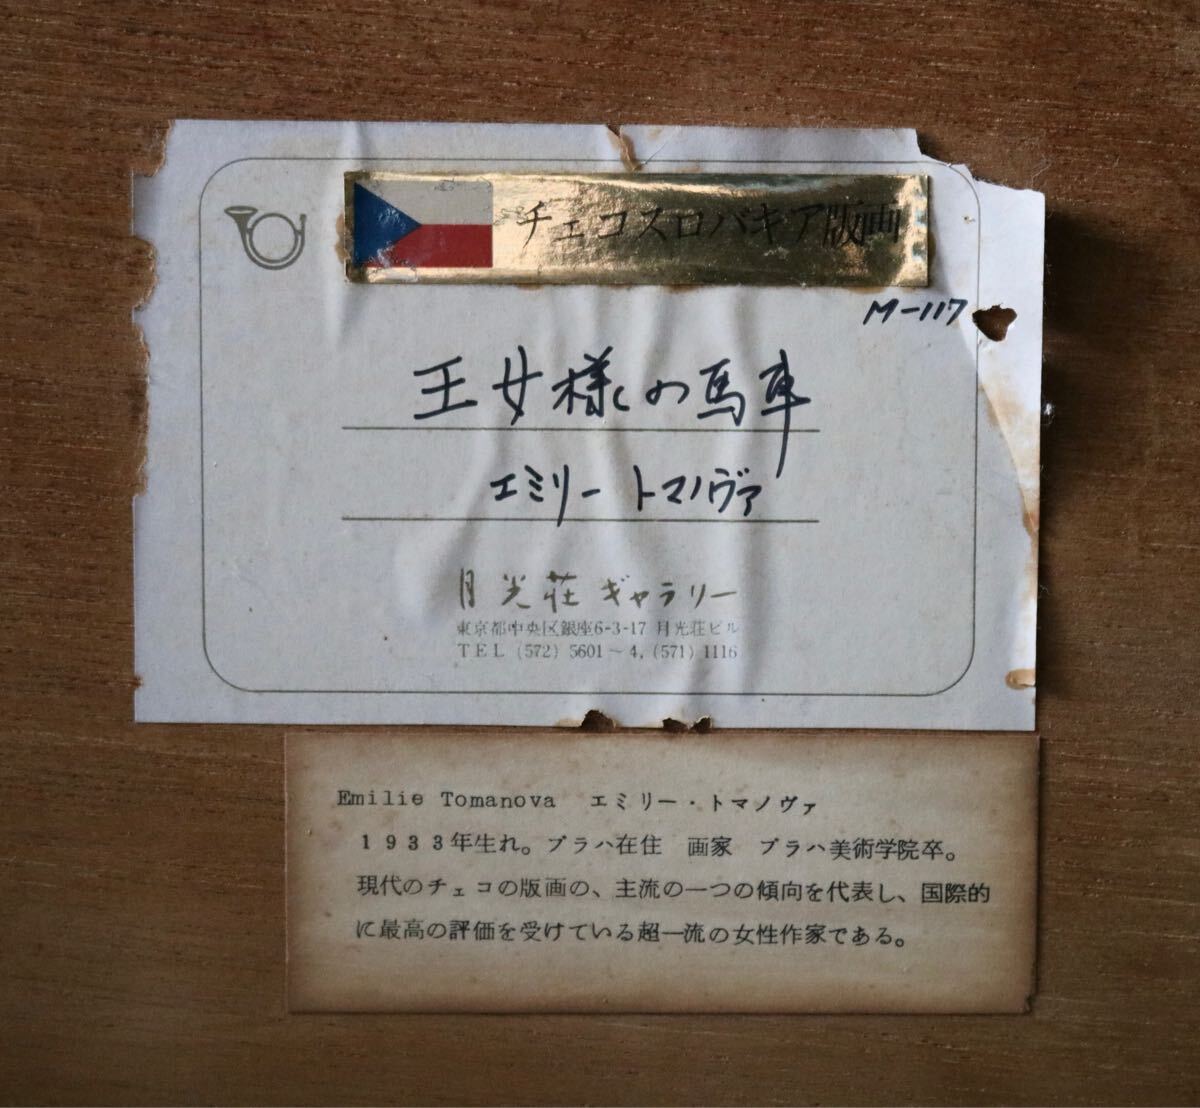 チェコスロバキア版画
M-117
王女様の馬車
エミリー トマノヴァ
月光荘ギャラリー
東京都中央区銀座6-3-17 月光荘ビル
TEL (572) 5601〜4, (571) 1116
Emilie Tomanova エミリー・トマノヴァ
1933年生れ。プラハ在住 画家 プラハ美術学院卒。
現代のチェコの版画の、主流の一つの傾向を代表し、国際的
に最高の評価を受けている超一流の女性作家である。